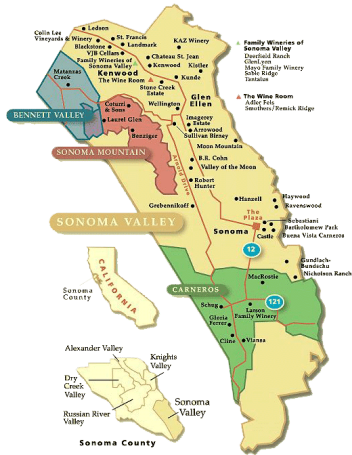 Ledson
Colin Lee
Vineyards & Winery
St. Francis
Blackstone
Landmark
KAZ Winery
VJB Cellars
Family Wineries of
Sonoma Valley
Chateau St. Jean
Matanzas
Creek
Kenwood
The Wine Room
Kenwood
Kistler
Stone Creek
Estate
Kunde
Family Wineries of
Sonoma Valley
Deerfield Ranch
GlenLyon
Mayo Family Winery
Sable Ridge
Tantalus
The Wine Room
Adler Fels
Smothers/Remick Ridge
Glen
Ellen
Coturri
& Sons
Wellington
BENNETT VALLEY
Laurel Glen
Imagery
Estate
Arrowood
Sullivan Birney
Benziger
Moon Mountain
SONOMA MOUNTAIN
B.R. Cohn
Valley of the Moon
Arnold Drive
Robert
Hunter
Grebennikoff
Hanzell
Haywood
Ravenswood
The
Plaza
SONOMA VALLEY
Sonoma
Sebastiani
Bartholomew Park
Castle
Buena Vista Carneros
12
Gundlach-
Bundschu
Nicholson Ranch
CALIFORNIA
Sonoma
County
CARNEROS
MacRostie
121
Schug
Larson
Family Winery
Gloria
Ferrer
Cline
Viansa
Alexander Valley
Knights
Valley
Dry
Creek
Valley
Russian River
Valley
Sonoma
Valley
Sonoma County